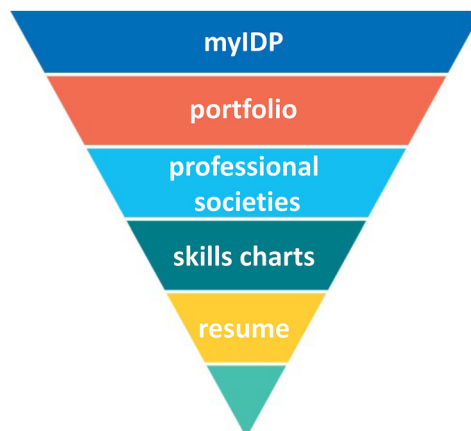 myIDP
portfolio
professional
societies
skills charts
resume